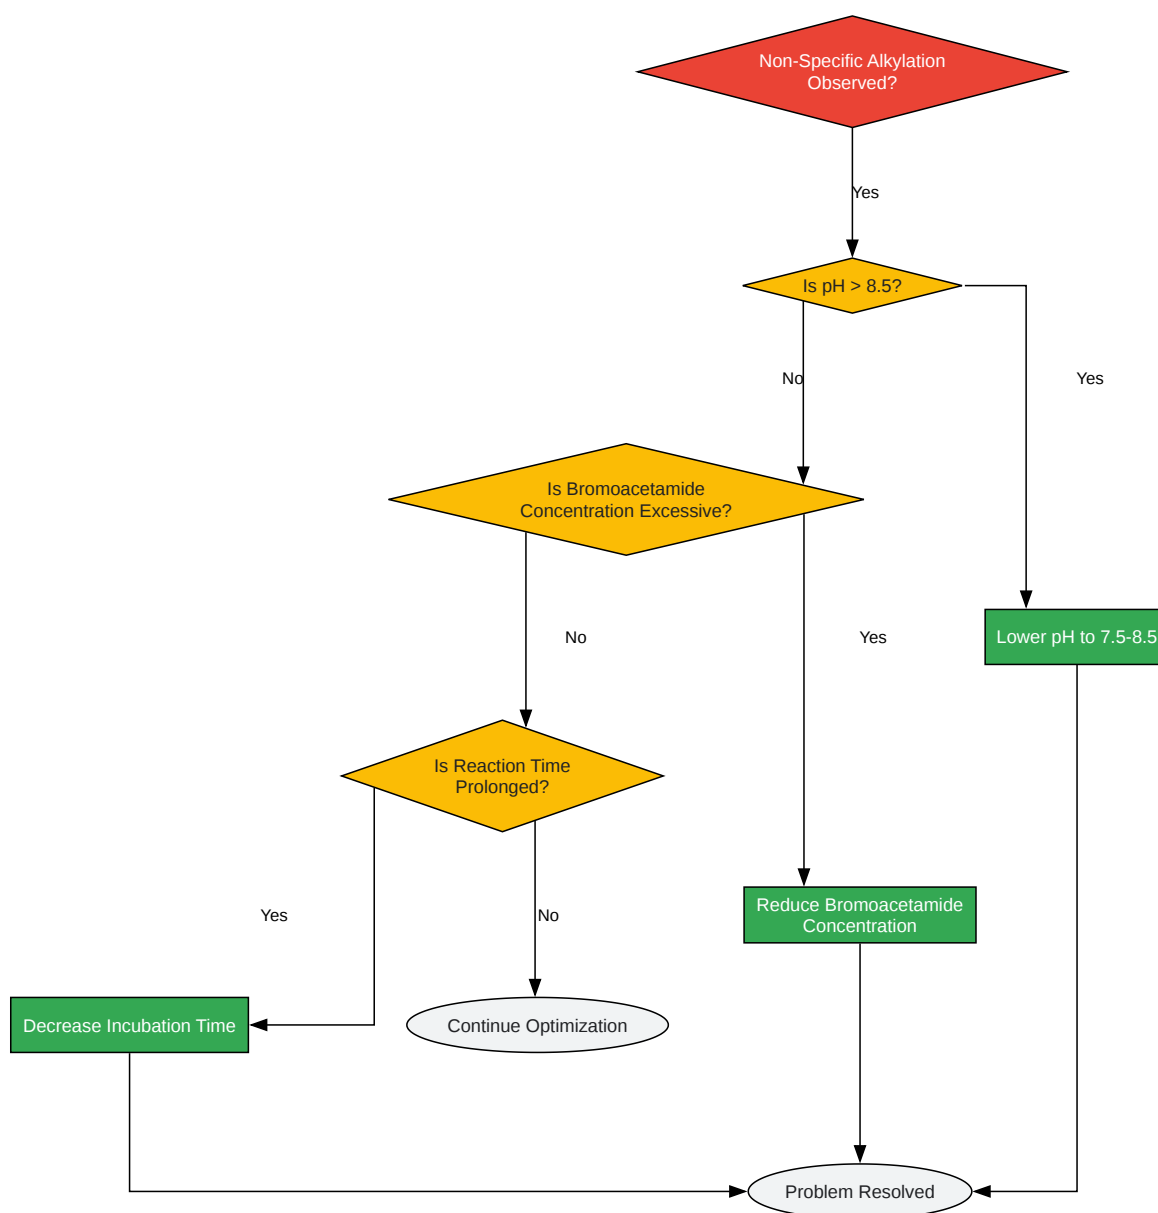 Non-Specific Alkylation
Observed?
Yes
Is pH > 8.5?
No
Yes
Is Bromoacetamide
Concentration Excessive?
No
Yes
Lower pH to 7.5-8.5
Is Reaction Time
Prolonged?
Yes
No
Reduce Bromoacetamide
Concentration
Decrease Incubation Time
Continue Optimization
Problem Resolved